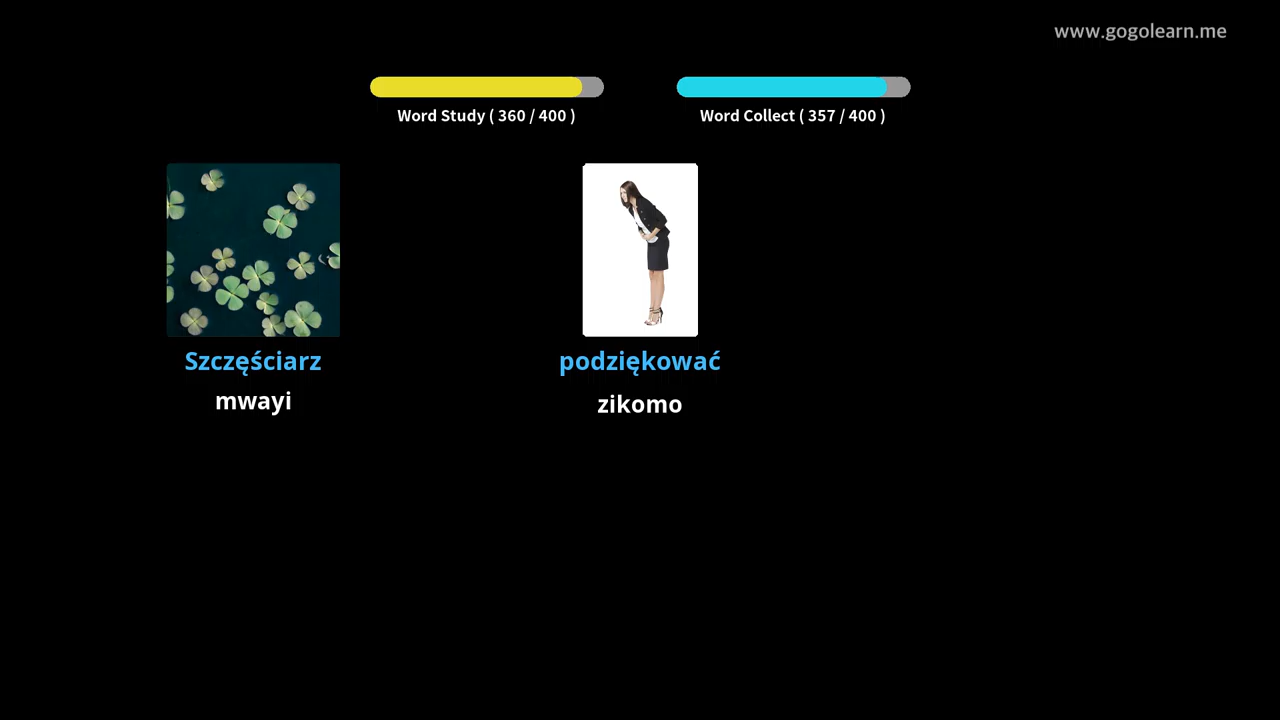 www.gogolearn.me
Word Study ( 360 / 400 )
Word Collect ( 357 / 400 )
Szczęściarz
mwayi
podziękować
zikomo